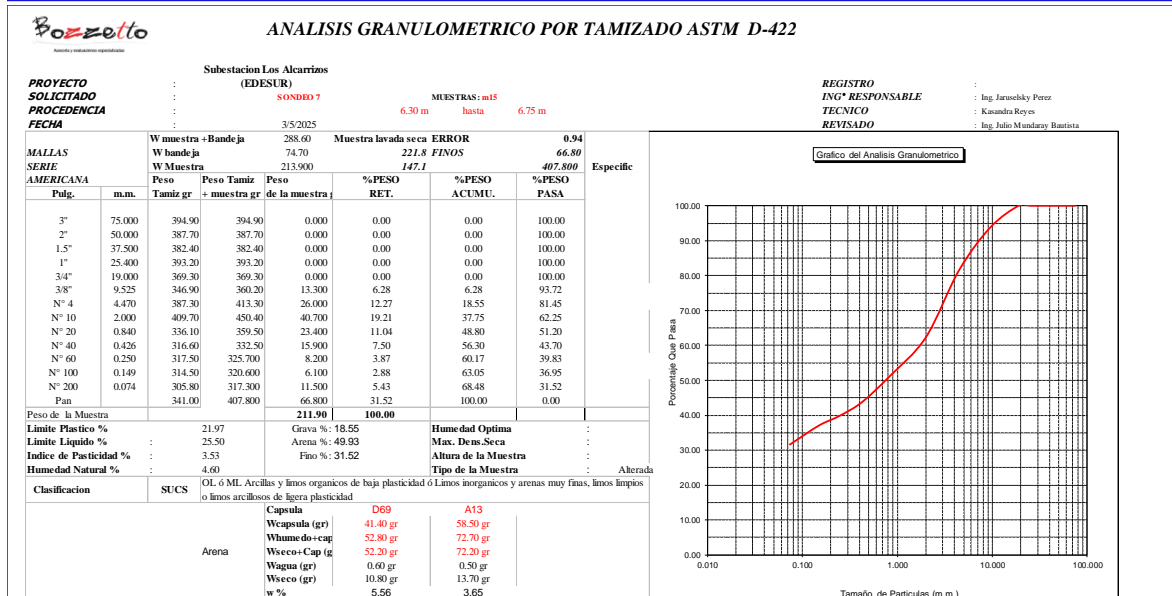 Bozzetto
Asesoría y evaluaciones especializadas
ANALISIS GRANULOMETRICO POR TAMIZADO ASTM D-422
Subestacion Los Alcarrizos
PROYECTO : (EDESUR) REGISTRO :
SOLICITADO : SONDEO 7 MUESTRAS: m15 ING° RESPONSABLE : Ing. Jaruselsky Perez
PROCEDENCIA : 6.30 m hasta 6.75 m TECNICO : Kasandra Reyes
FECHA : 3/5/2025 REVISADO : Ing. Julio Mundaray Bautista
W muestra +Bandeja 288.60 Muestra lavada seca ERROR 0.94
MALLAS W bandeja 74.70 221.8 FINOS 66.80
SERIE W Muestra 213.900 147.1 407.800 Especific
AMERICANA Peso Peso Tamiz Peso %PESO %PESO %PESO
Pulg. m.m. Tamiz gr + muestra gr de la muestra g RET. ACUMU. PASA
3" 75.000 394.90 394.90 0.000 0.00 0.00 100.00
2" 50.000 387.70 387.70 0.000 0.00 0.00 100.00
1.5" 37.500 382.40 382.40 0.000 0.00 0.00 100.00
1" 25.400 393.20 393.20 0.000 0.00 0.00 100.00
3/4" 19.000 369.30 369.30 0.000 0.00 0.00 100.00
3/8" 9.525 346.90 360.20 13.300 6.28 6.28 93.72
N° 4 4.470 387.30 413.30 26.000 12.27 18.55 81.45
N° 10 2.000 409.70 450.40 40.700 19.21 37.75 62.25
N° 20 0.840 336.10 359.50 23.400 11.04 48.80 51.20
N° 40 0.426 316.60 332.50 15.900 7.50 56.30 43.70
N° 60 0.250 317.50 325.700 8.200 3.87 60.17 39.83
N° 100 0.149 314.50 320.600 6.100 2.88 63.05 36.95
N° 200 0.074 305.80 317.300 11.500 5.43 68.48 31.52
Pan 341.00 407.800 66.800 31.52 100.00 0.00
Peso de la Muestra 211.90 100.00
Limite Plastico % 21.97 Grava %: 18.55 Humedad Optima :
Limite Liquido % : 25.50 Arena %: 49.93 Max. Dens.Seca :
Indice de Pasticidad % : 3.53 Fino %: 31.52 Altura de la Muestra :
Humedad Natural % : 4.60 Tipo de la Muestra : Alterada
Clasificacion SUCS OL ó ML Arcillas y limos organicos de baja plasticidad ó Limos inorganicos y arenas muy finas, limos limpios
o limos arcillosos de ligera plasticidad
Capsula D69 A13
Wcapsula (gr) 41.40 gr 58.50 gr
Whumedo+cap 52.80 gr 72.70 gr
Arena Wseco+Cap (g 52.20 gr 72.20 gr
Wagua (gr) 0.60 gr 0.50 gr
Wseco (gr) 10.80 gr 13.70 gr
w % 5.56 3.65
Grafico del Analisis Granulometrico
Porcentaje Que Pasa
100.00
90.00
80.00
70.00
60.00
50.00
40.00
30.00
20.00
10.00
0.00
0.010 0.100 1.000 10.000 100.000
Tamaño de Particulas (m.m.)